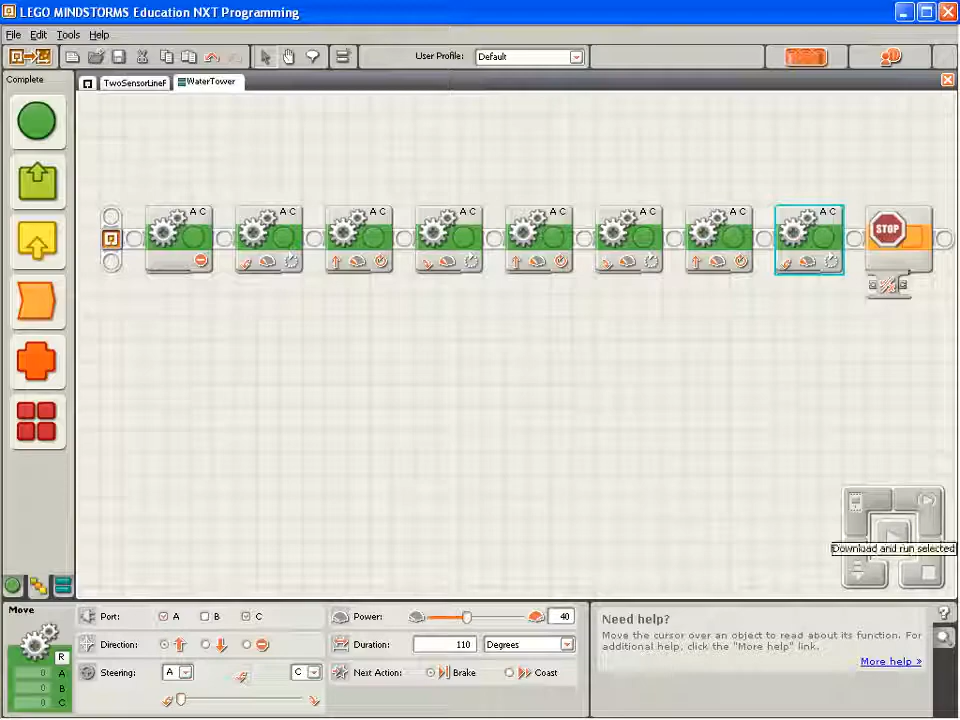 LEGO MINDSTORMS Education NXT Programming
File Edit Tools Help
User Profile: Default
Complete
TwoSensorLineF WaterTower
A C A C A C A C A C A C A C A C
STOP
Download and run selected
Move
R
0 A
0 B
0 C
Port: A B C
Direction:
Steering: A C
Power: 40
Duration: 110 Degrees
Next Action: Brake Coast
Need help?
Move the cursor over an object to read about its function. For
additional help, click the "More help" link.
More help »
?